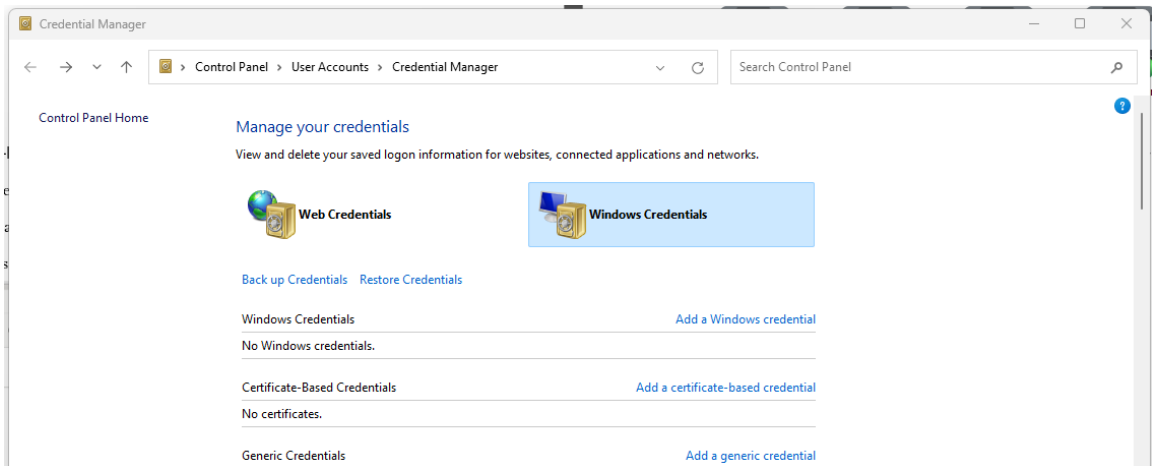 Credential Manager
Control Panel > User Accounts > Credential Manager
Search Control Panel
Control Panel Home
Manage your credentials
View and delete your saved logon information for websites, connected applications and networks.
Web Credentials
Windows Credentials
Back up Credentials Restore Credentials
Windows Credentials Add a Windows credential
No Windows credentials.
Certificate-Based Credentials Add a certificate-based credential
No certificates.
Generic Credentials Add a generic credential